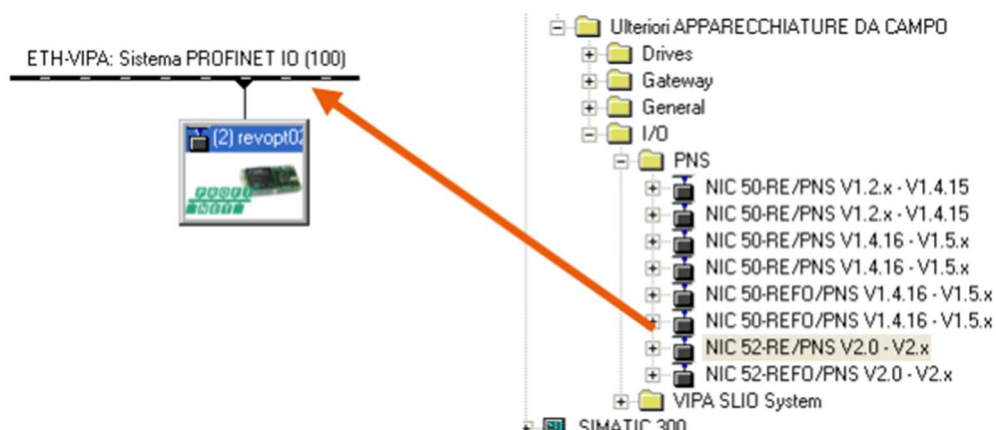 ETH-VIPA: Sistema PROFINET IO (100)
(2) revopt02
PROFI
NET
Ulteriori APPARECCHIATURE DA CAMPO
Drives
Gateway
General
I/O
PNS
NIC 50-RE/PNS V1.2.x - V1.4.15
NIC 50-RE/PNS V1.2.x - V1.4.15
NIC 50-RE/PNS V1.4.16 - V1.5.x
NIC 50-RE/PNS V1.4.16 - V1.5.x
NIC 50-REFO/PNS V1.4.16 - V1.5.x
NIC 50-REFO/PNS V1.4.16 - V1.5.x
NIC 52-RE/PNS V2.0 - V2.x
NIC 52-REFO/PNS V2.0 - V2.x
VIPA SLIO System
SIMATIC 300